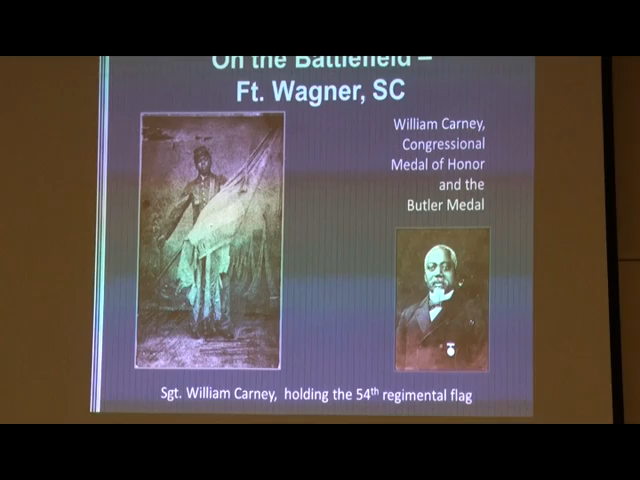 On the Battlefield –
Ft. Wagner, SC
William Carney,
Congressional
Medal of Honor
and the
Butler Medal
Sgt. William Carney, holding the 54th regimental flag